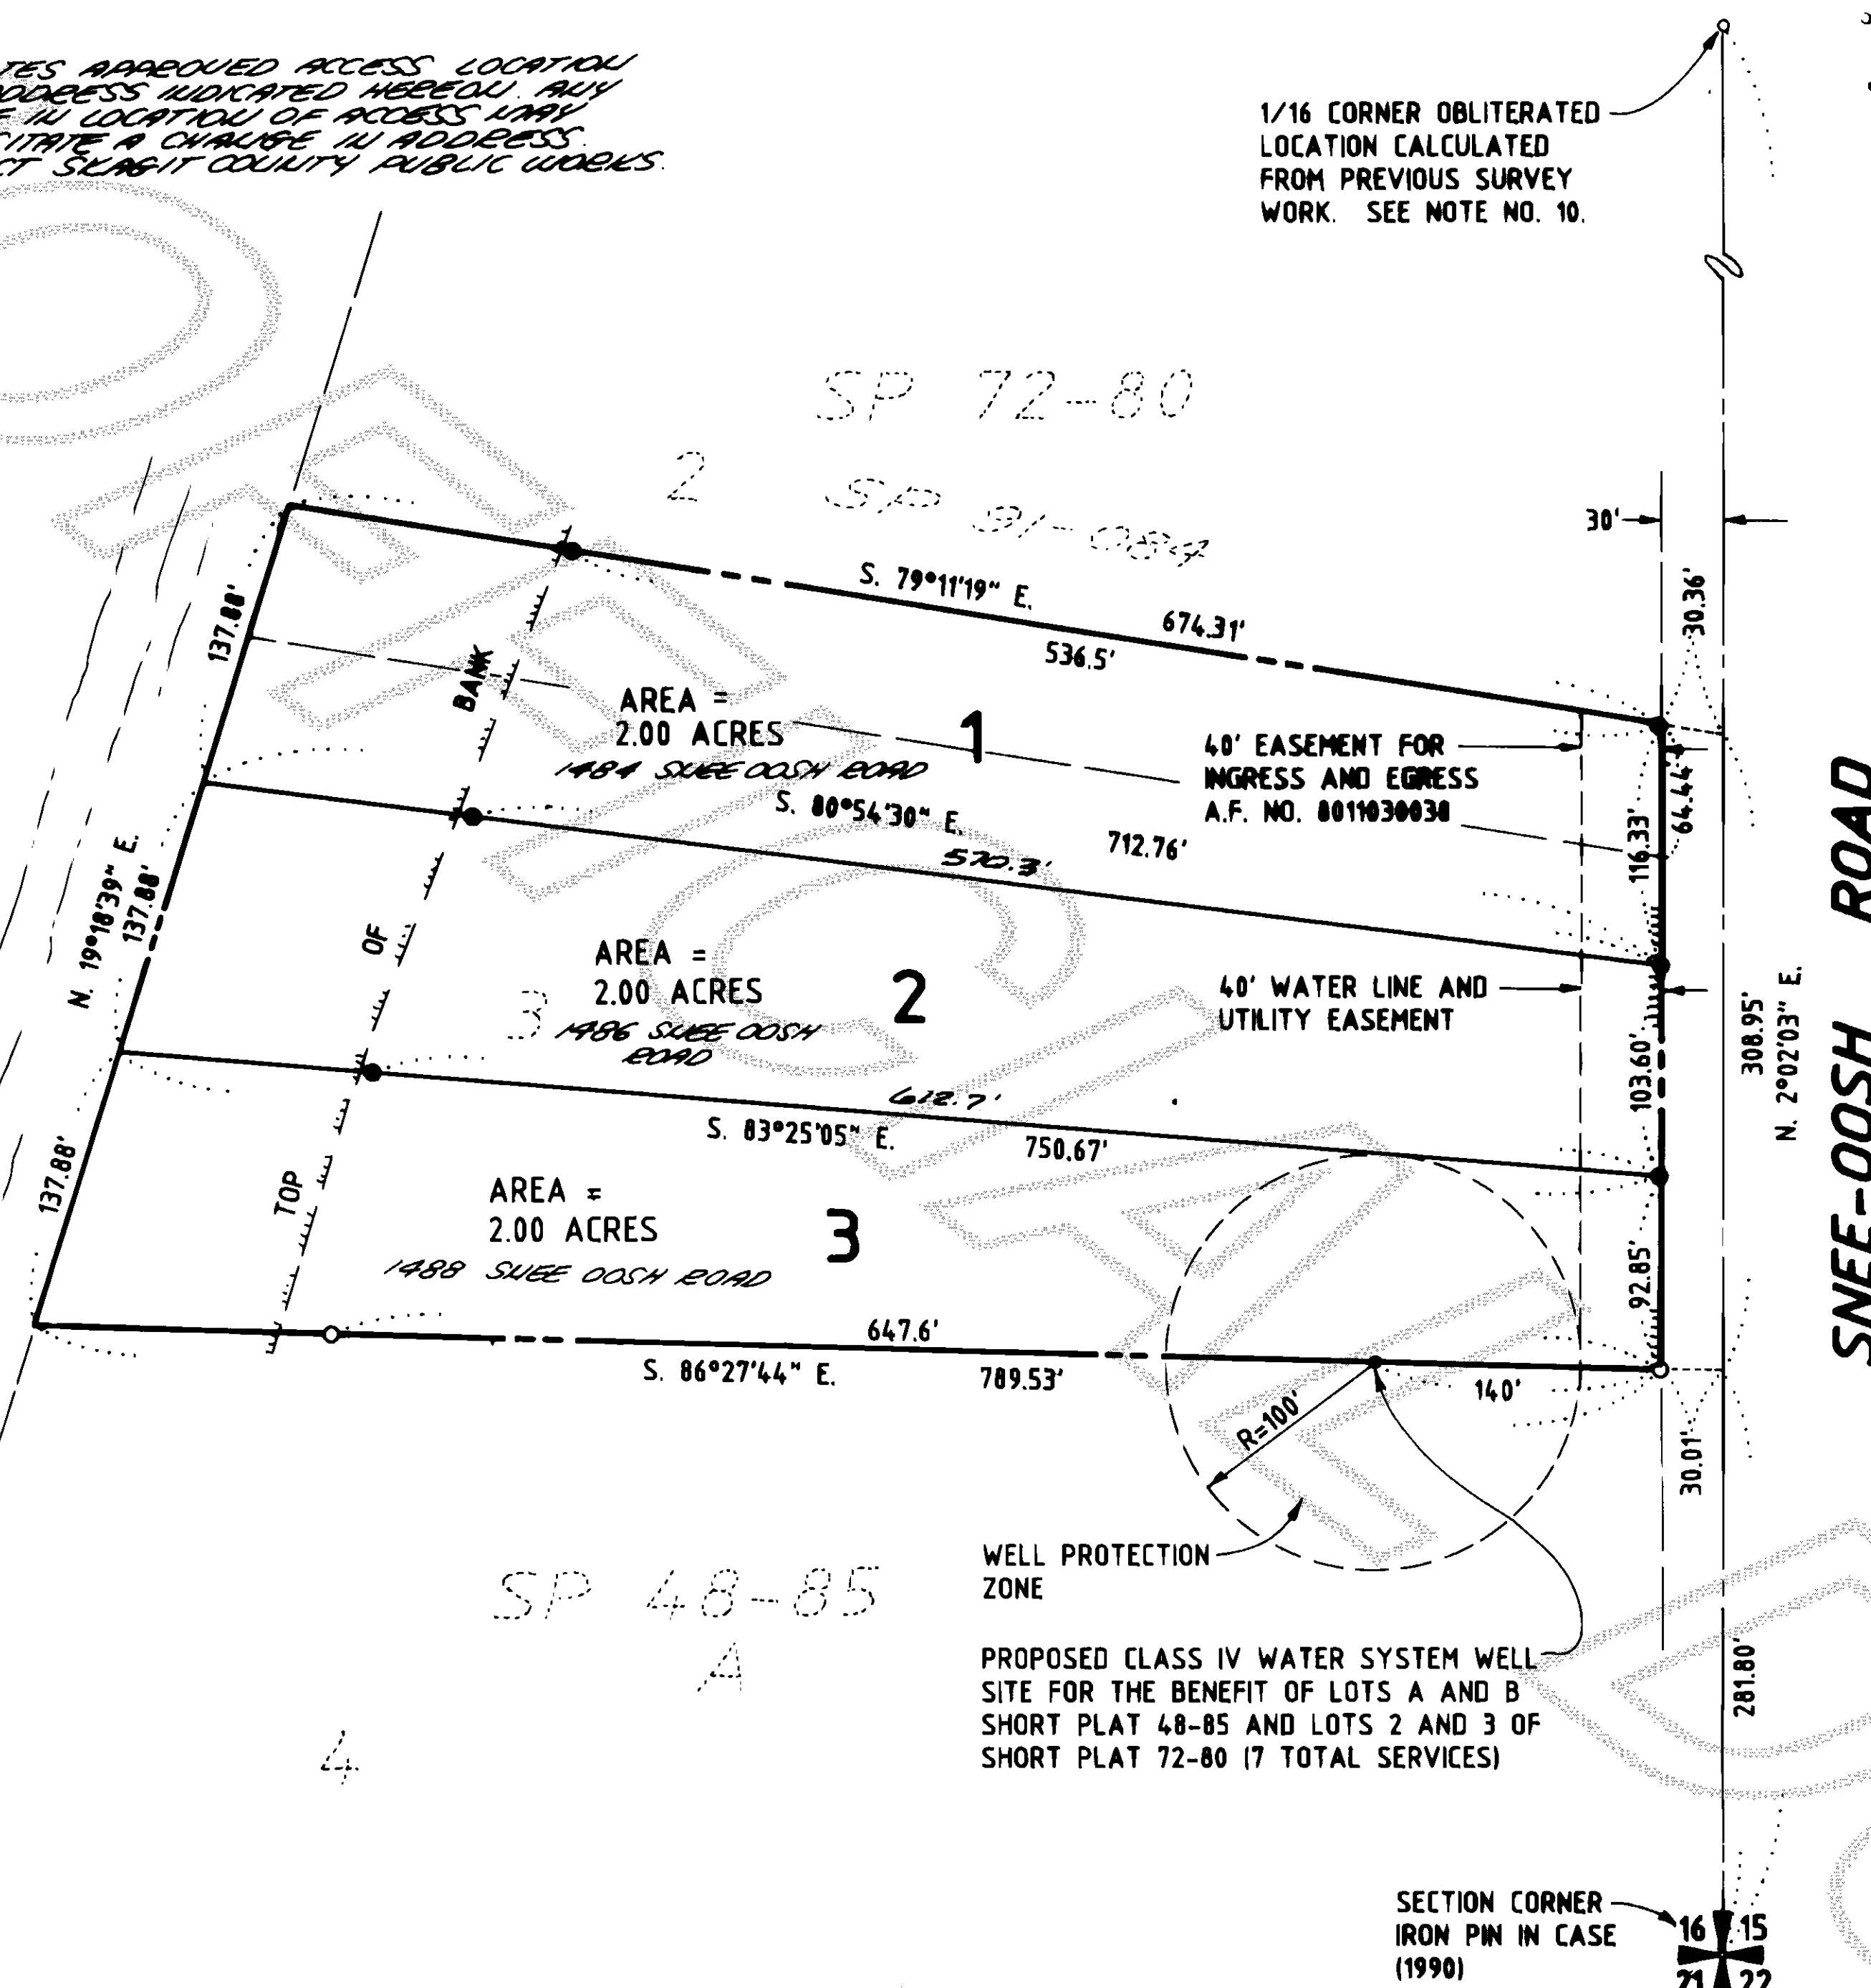 TES APPROVED ACCESS LOCATION
ADDRESS INDICATED HEREON. ANY
E IN LOCATION OF ACCESS MAY
CITATE A CHANGE IN ADDRESS.
CT SKAGIT COUNTY PUBLIC WORKS.
1/16 CORNER OBLITERATED
LOCATION CALCULATED
FROM PREVIOUS SURVEY
WORK. SEE NOTE NO. 10.
SP 72-80
2
SP 91-084
30'
30.36'
S. 79°11'19" E.
674.31'
536.5'
137.88'
BANK
AREA =
2.00 ACRES
1
1484 SNEE OOSH ROAD
40' EASEMENT FOR
INGRESS AND EGRESS
A.F. NO. 8011030038
64.44'
116.33'
S. 80°54'30" E.
712.76'
570.3'
N. 19°18'39" E.
137.88'
OF
AREA =
2.00 ACRES
2
3
1486 SNEE OOSH
ROAD
40' WATER LINE AND
UTILITY EASEMENT
103.60'
308.95'
N. 2°02'03" E.
SNEE-OOSH ROAD
612.7'
S. 83°25'05" E.
750.67'
137.88'
TOP
AREA =
2.00 ACRES
3
1488 SNEE OOSH ROAD
92.85'
647.6'
S. 86°27'44" E.
789.53'
140'
R=100'
30.01'
WELL PROTECTION
ZONE
SP 48-85
A
4
PROPOSED CLASS IV WATER SYSTEM WELL
SITE FOR THE BENEFIT OF LOTS A AND B
SHORT PLAT 48-85 AND LOTS 2 AND 3 OF
SHORT PLAT 72-80 (7 TOTAL SERVICES)
281.80'
SECTION CORNER
IRON PIN IN CASE
(1990)
16 15
21 22